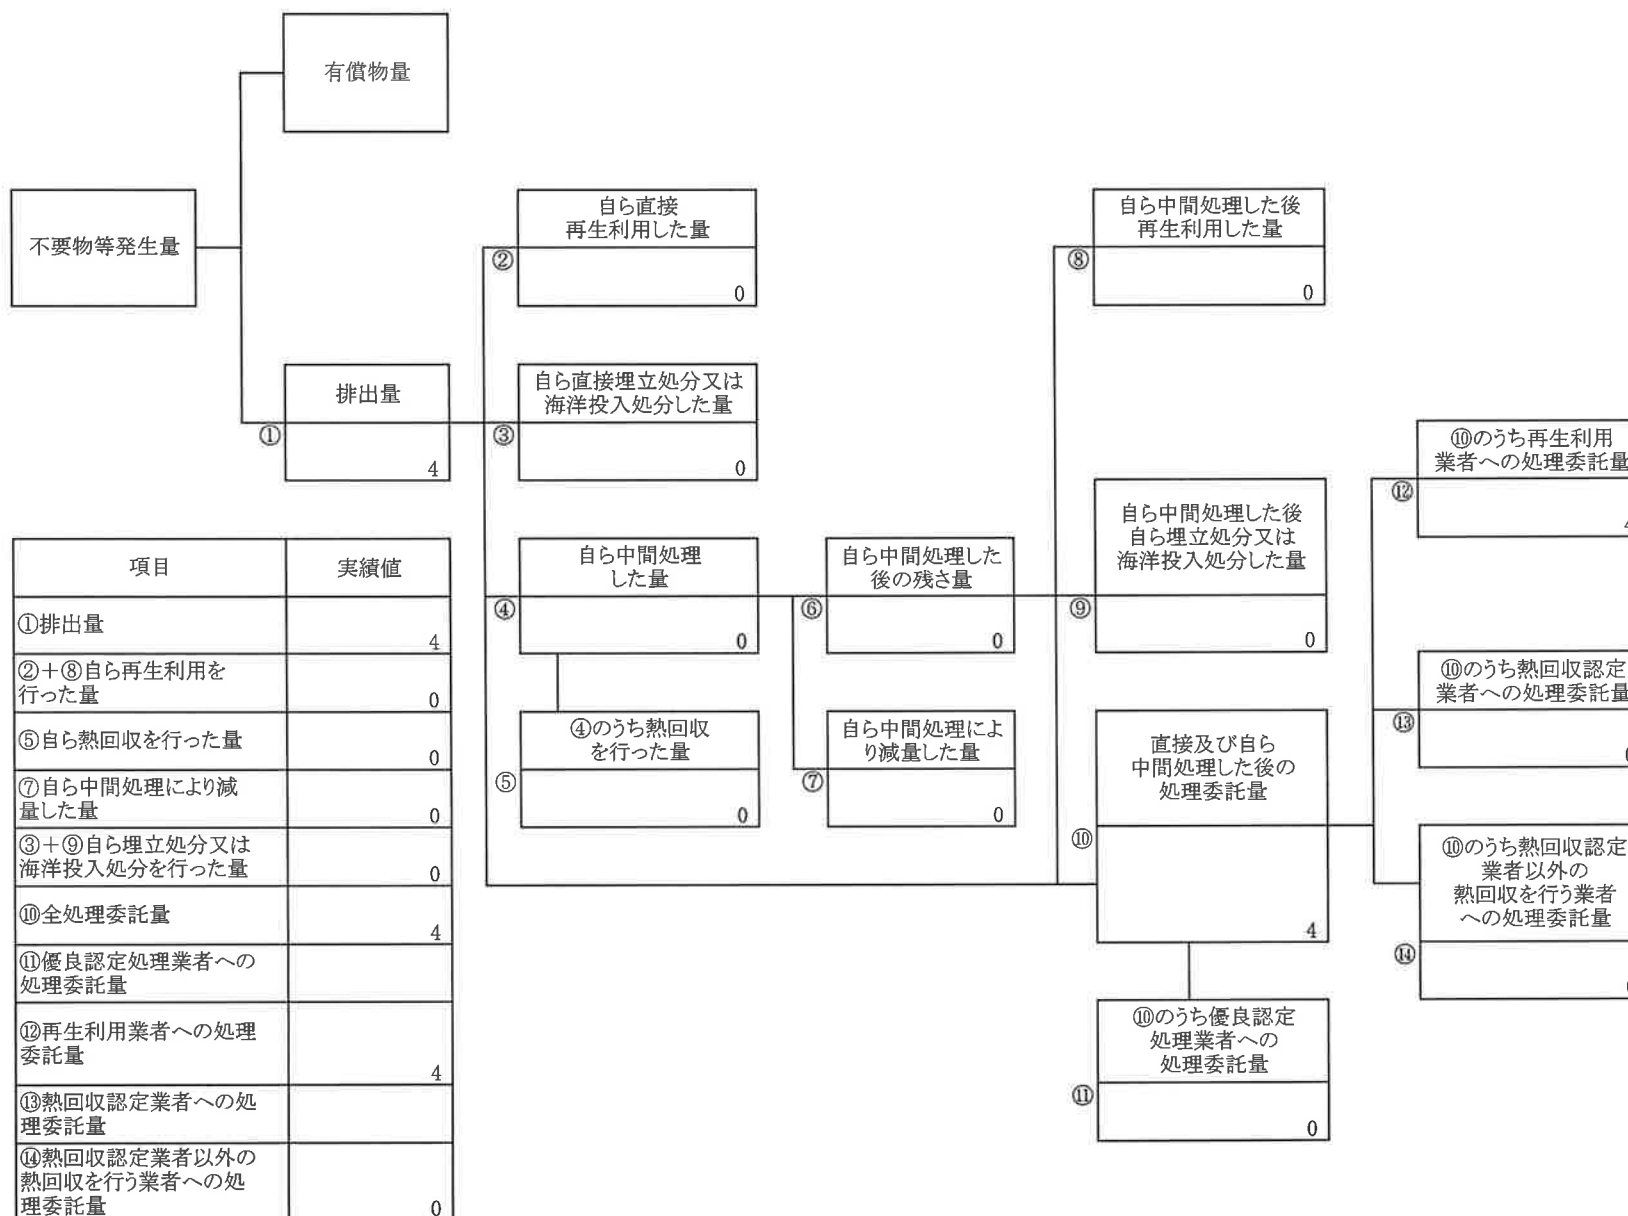 有償物量
不要物等発生量
自ら直接
再生利用した量
②
0
自ら中間処理した後
再生利用した量
⑧
0
排出量
①
4
自ら直接埋立処分又は
海洋投入処分した量
③
0
⑩のうち再生利用
業者への処理委託量
⑫
自ら中間処理
した量
④
0
自ら中間処理した
後の残さ量
⑥
0
自ら中間処理した後
自ら埋立処分又は
海洋投入処分した量
⑨
0
⑩のうち熱回収認定
業者への処理委託量
⑬
④のうち熱回収
を行った量
⑤
0
自ら中間処理によ
り減量した量
⑦
0
直接及び自ら
中間処理した後の
処理委託量
⑩
4
⑩のうち熱回収認定
業者以外の
熱回収を行う業者
への処理委託量
⑭
⑩のうち優良認定
処理業者への
処理委託量
⑪
0
項目 実績値
①排出量
4
②+⑧自ら再生利用を
行った量
0
⑤自ら熱回収を行った量
0
⑦自ら中間処理により減
量した量
0
③+⑨自ら埋立処分又は
海洋投入処分を行った量
0
⑩全処理委託量
4
⑪優良認定処理業者への
処理委託量
⑫再生利用業者への処理
委託量
4
⑬熱回収認定業者への処
理委託量
⑭熱回収認定業者以外の
熱回収を行う業者への処
理委託量
0